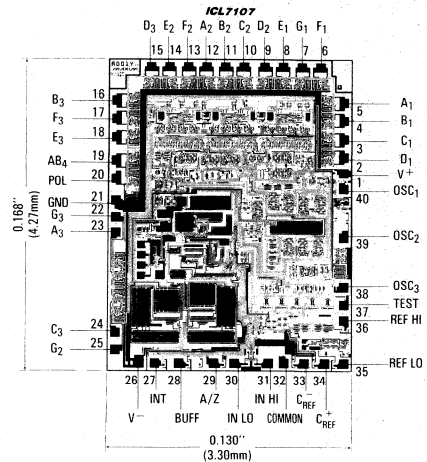 ICL7107
D3 E2 F2 A2 B2 C2 D2 E1 G1 F1
15 14 13 12 11 10 9 8 7 6
B3 16
F3 17
E3 18
AB4 19
POL 20
GND 21
G3 22
A3 23
C3 24
G2 25
5 A1
4 B1
3 C1
2 D1
1 V+
40 OSC1
39 OSC2
38 OSC3
37 TEST
36 REF HI
35 REF LO
26 27 28 29 30 31 32 33 34
V− INT BUFF A/Z IN LO IN HI COMMON C−REF C+REF
0.168"
(4.27mm)
0.130"
(3.30mm)